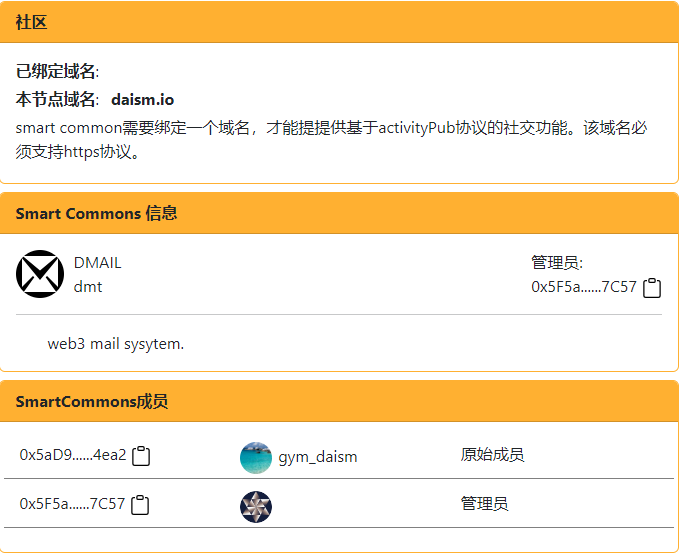 社区
已绑定域名:
本节点域名: daism.io
smart common需要绑定一个域名，才能提提供基于activityPub协议的社交功能。该域名必
须支持https协议。
Smart Commons 信息
DMAIL
dmt
管理员:
0x5F5a......7C57
web3 mail sysytem.
SmartCommons成员
0x5aD9......4ea2 gym_daism 原始成员
0x5F5a......7C57 管理员